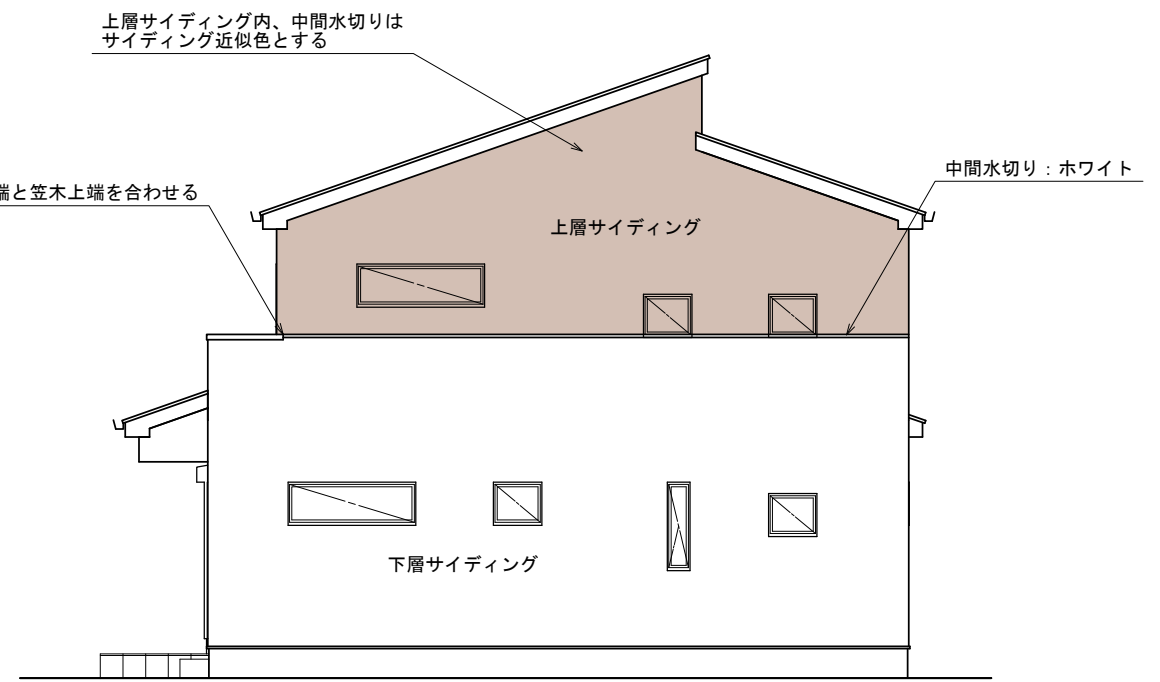 上層サイディング内、中間水切りは
サイディング近似色とする
中間水切り：ホワイト
端と笠木上端を合わせる
上層サイディング
下層サイディング